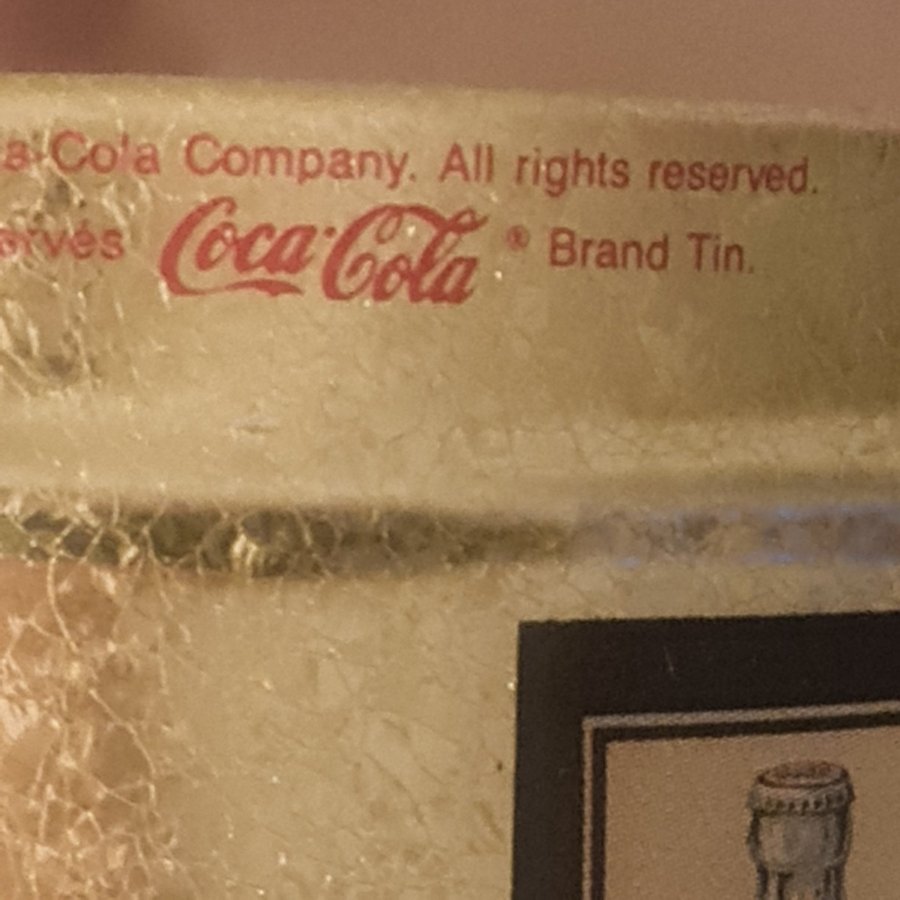 a-Cola Company. All rights reserved.
ervés Coca-Cola ® Brand Tin.